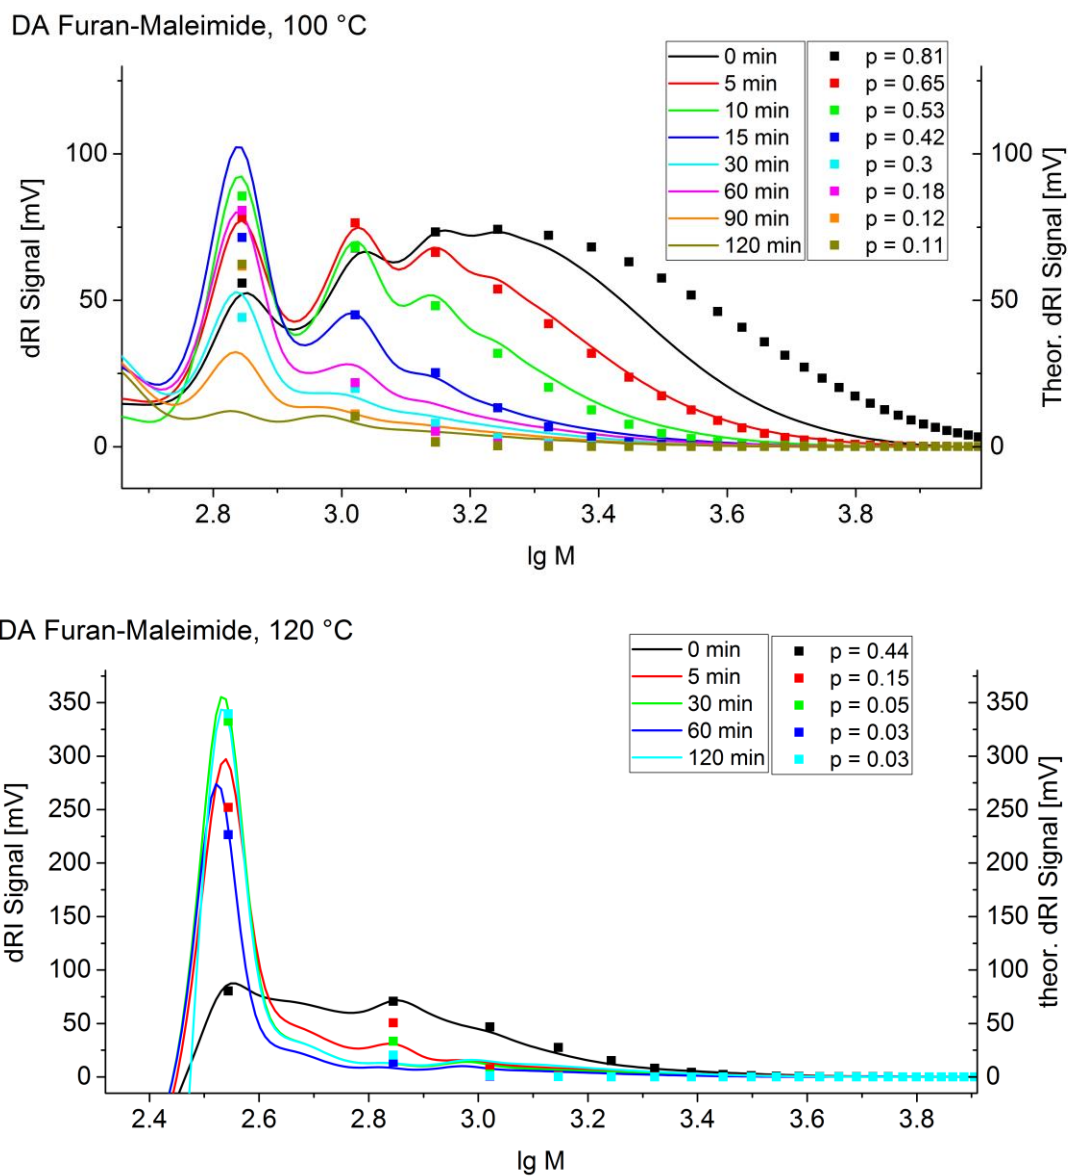 DA Furan-Maleimide, 100 °C
0 min p = 0.81
5 min p = 0.65
10 min p = 0.53
15 min p = 0.42
30 min p = 0.3
60 min p = 0.18
90 min p = 0.12
120 min p = 0.11
dRI Signal [mV]
100
50
0
Theor. dRI Signal [mV]
100
50
0
2.8 3.0 3.2 3.4 3.6 3.8
lg M
DA Furan-Maleimide, 120 °C
0 min p = 0.44
5 min p = 0.15
30 min p = 0.05
60 min p = 0.03
120 min p = 0.03
dRI Signal [mV]
350
300
250
200
150
100
50
0
theor. dRI Signal [mV]
350
300
250
200
150
100
50
0
2.4 2.6 2.8 3.0 3.2 3.4 3.6 3.8
lg M